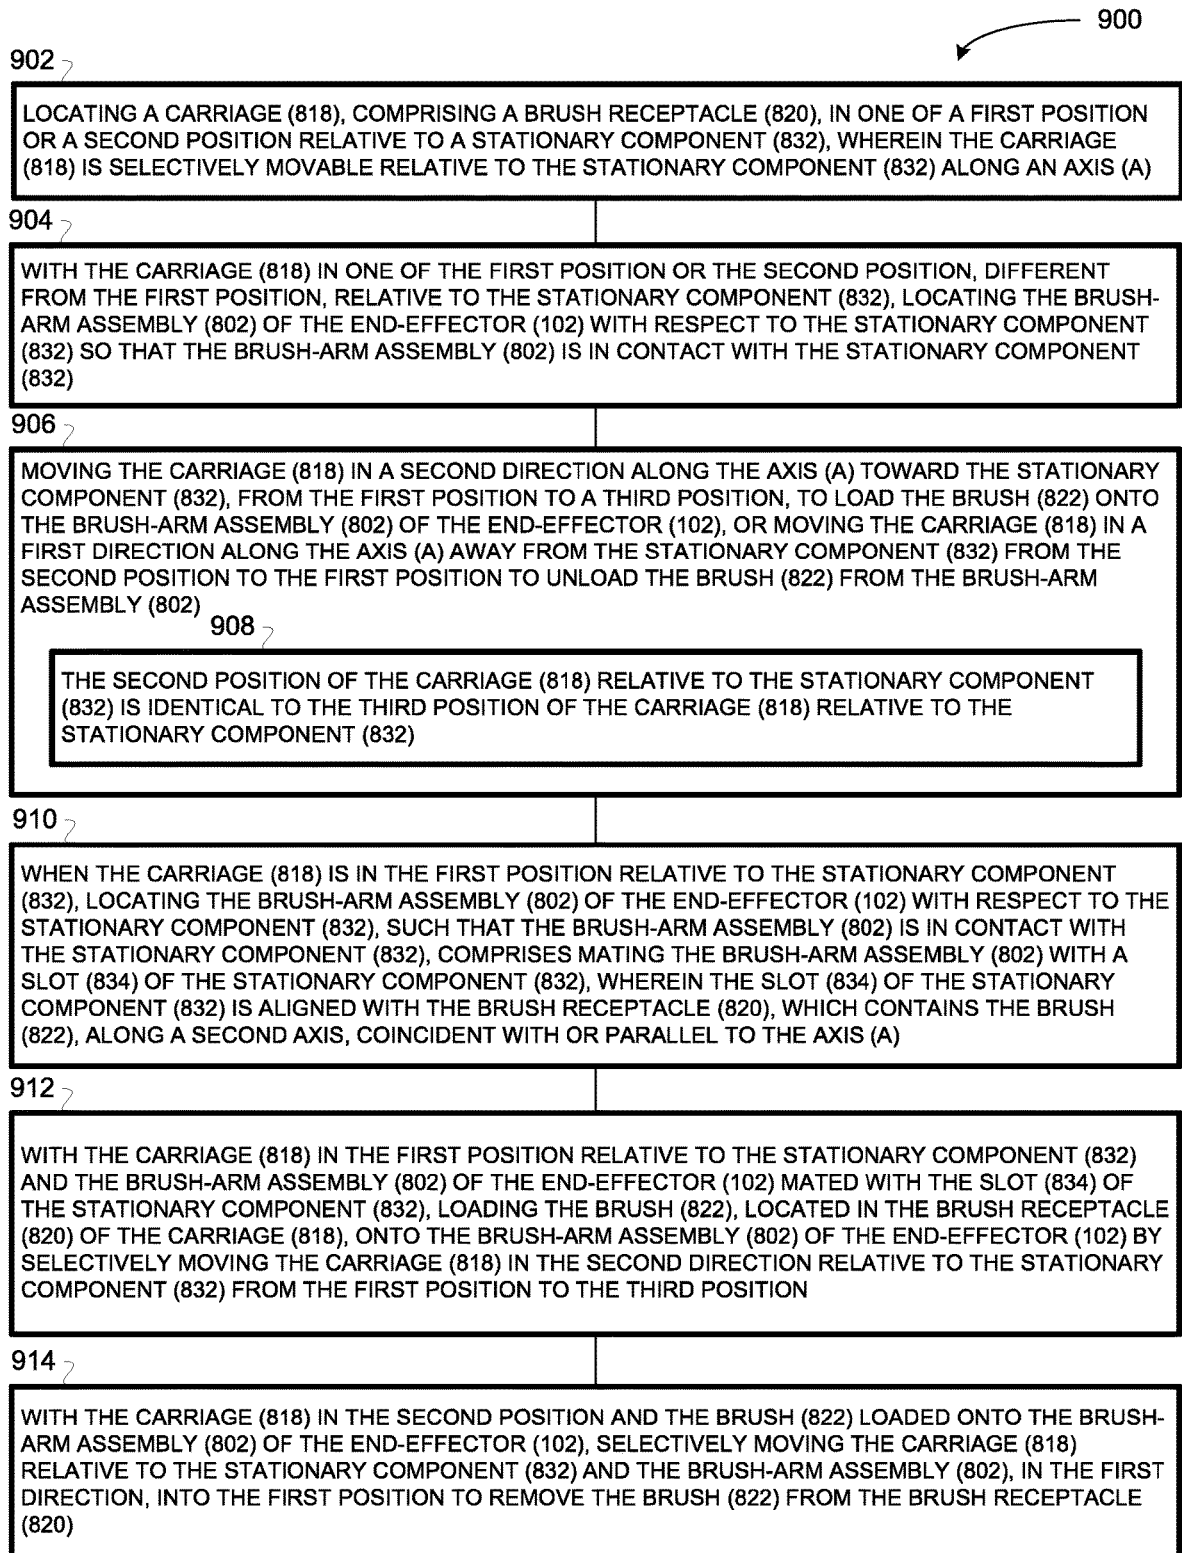 900
902
LOCATING A CARRIAGE (818), COMPRISING A BRUSH RECEPTACLE (820), IN ONE OF A FIRST POSITION
OR A SECOND POSITION RELATIVE TO A STATIONARY COMPONENT (832), WHEREIN THE CARRIAGE
(818) IS SELECTIVELY MOVABLE RELATIVE TO THE STATIONARY COMPONENT (832) ALONG AN AXIS (A)
904
WITH THE CARRIAGE (818) IN ONE OF THE FIRST POSITION OR THE SECOND POSITION, DIFFERENT
FROM THE FIRST POSITION, RELATIVE TO THE STATIONARY COMPONENT (832), LOCATING THE BRUSH-
ARM ASSEMBLY (802) OF THE END-EFFECTOR (102) WITH RESPECT TO THE STATIONARY COMPONENT
(832) SO THAT THE BRUSH-ARM ASSEMBLY (802) IS IN CONTACT WITH THE STATIONARY COMPONENT
(832)
906
MOVING THE CARRIAGE (818) IN A SECOND DIRECTION ALONG THE AXIS (A) TOWARD THE STATIONARY
COMPONENT (832), FROM THE FIRST POSITION TO A THIRD POSITION, TO LOAD THE BRUSH (822) ONTO
THE BRUSH-ARM ASSEMBLY (802) OF THE END-EFFECTOR (102), OR MOVING THE CARRIAGE (818) IN A
FIRST DIRECTION ALONG THE AXIS (A) AWAY FROM THE STATIONARY COMPONENT (832) FROM THE
SECOND POSITION TO THE FIRST POSITION TO UNLOAD THE BRUSH (822) FROM THE BRUSH-ARM
ASSEMBLY (802)
908
THE SECOND POSITION OF THE CARRIAGE (818) RELATIVE TO THE STATIONARY COMPONENT
(832) IS IDENTICAL TO THE THIRD POSITION OF THE CARRIAGE (818) RELATIVE TO THE
STATIONARY COMPONENT (832)
910
WHEN THE CARRIAGE (818) IS IN THE FIRST POSITION RELATIVE TO THE STATIONARY COMPONENT
(832), LOCATING THE BRUSH-ARM ASSEMBLY (802) OF THE END-EFFECTOR (102) WITH RESPECT TO THE
STATIONARY COMPONENT (832), SUCH THAT THE BRUSH-ARM ASSEMBLY (802) IS IN CONTACT WITH
THE STATIONARY COMPONENT (832), COMPRISES MATING THE BRUSH-ARM ASSEMBLY (802) WITH A
SLOT (834) OF THE STATIONARY COMPONENT (832), WHEREIN THE SLOT (834) OF THE STATIONARY
COMPONENT (832) IS ALIGNED WITH THE BRUSH RECEPTACLE (820), WHICH CONTAINS THE BRUSH
(822), ALONG A SECOND AXIS, COINCIDENT WITH OR PARALLEL TO THE AXIS (A)
912
WITH THE CARRIAGE (818) IN THE FIRST POSITION RELATIVE TO THE STATIONARY COMPONENT (832)
AND THE BRUSH-ARM ASSEMBLY (802) OF THE END-EFFECTOR (102) MATED WITH THE SLOT (834) OF
THE STATIONARY COMPONENT (832), LOADING THE BRUSH (822), LOCATED IN THE BRUSH RECEPTACLE
(820) OF THE CARRIAGE (818), ONTO THE BRUSH-ARM ASSEMBLY (802) OF THE END-EFFECTOR (102) BY
SELECTIVELY MOVING THE CARRIAGE (818) IN THE SECOND DIRECTION RELATIVE TO THE STATIONARY
COMPONENT (832) FROM THE FIRST POSITION TO THE THIRD POSITION
914
WITH THE CARRIAGE (818) IN THE SECOND POSITION AND THE BRUSH (822) LOADED ONTO THE BRUSH-
ARM ASSEMBLY (802) OF THE END-EFFECTOR (102), SELECTIVELY MOVING THE CARRIAGE (818)
RELATIVE TO THE STATIONARY COMPONENT (832) AND THE BRUSH-ARM ASSEMBLY (802), IN THE FIRST
DIRECTION, INTO THE FIRST POSITION TO REMOVE THE BRUSH (822) FROM THE BRUSH RECEPTACLE
(820)